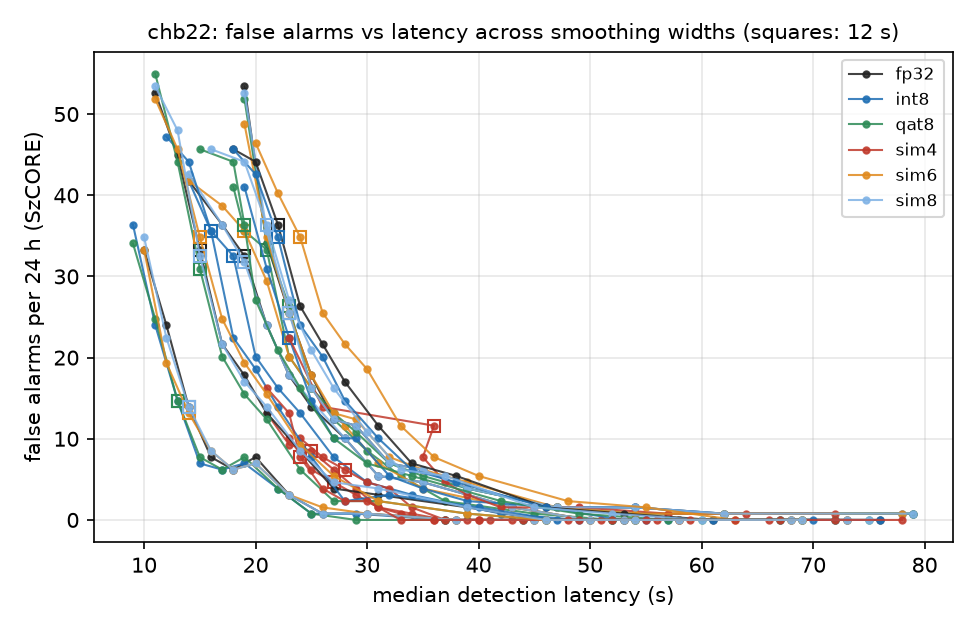 chb22: false alarms vs latency across smoothing widths (squares: 12 s)
false alarms per 24 h (SzCORE)
50
40
30
20
10
0
fp32
int8
qat8
sim4
sim6
sim8
10 20 30 40 50 60 70 80
median detection latency (s)